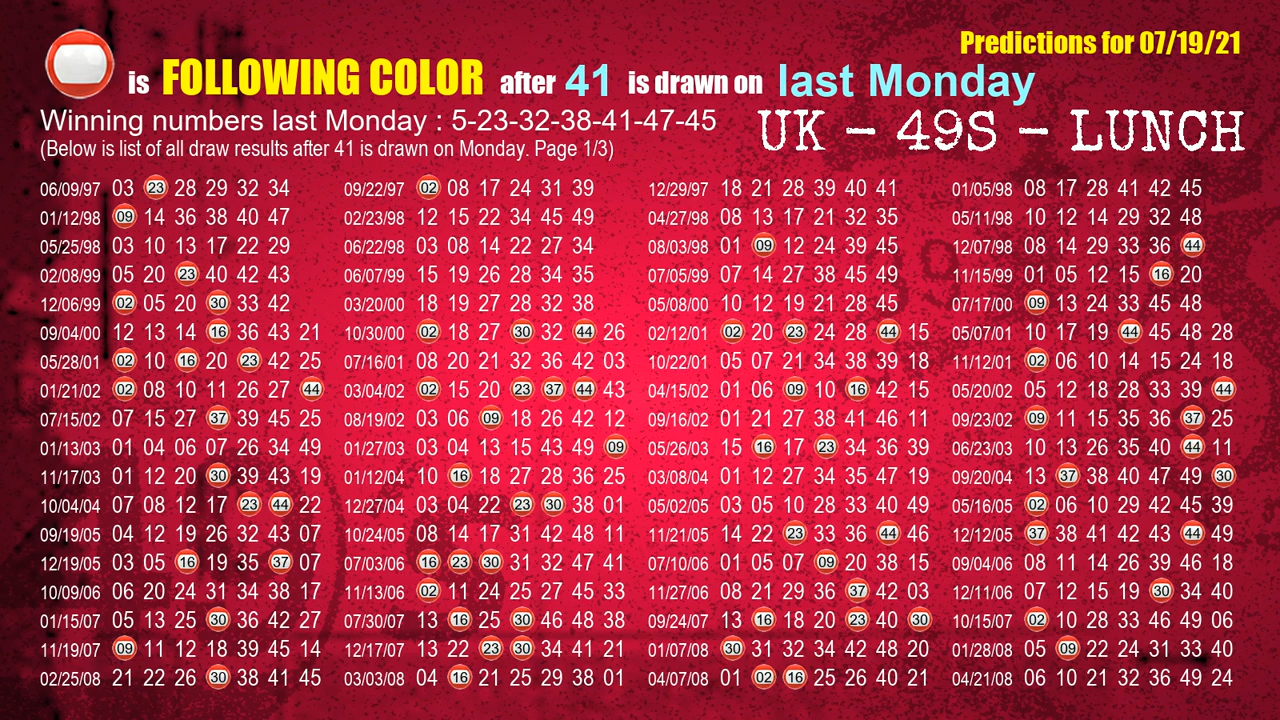 Predictions for 07/19/21
is FOLLOWING COLOR after 41 is drawn on last Monday
Winning numbers last Monday : 5-23-32-38-41-47-45
UK - 49S - LUNCH
(Below is list of all draw results after 41 is drawn on Monday. Page 1/3)
06/09/97 03 23 28 29 32 34 09/22/97 02 08 17 24 31 39 12/29/97 18 21 28 39 40 41 01/05/98 08 17 28 41 42 45
01/12/98 09 14 36 38 40 47 02/23/98 12 15 22 34 45 49 04/27/98 08 13 17 21 32 35 05/11/98 10 12 14 29 32 48
05/25/98 03 10 13 17 22 29 06/22/98 03 08 14 22 27 34 08/03/98 01 09 12 24 39 45 12/07/98 08 14 29 33 36 44
02/08/99 05 20 23 40 42 43 06/07/99 15 19 26 28 34 35 07/05/99 07 14 27 38 45 49 11/15/99 01 05 12 15 16 20
12/06/99 02 05 20 30 33 42 03/20/00 18 19 27 28 32 38 05/08/00 10 12 19 21 28 45 07/17/00 09 13 24 33 45 48
09/04/00 12 13 14 16 36 43 21 10/30/00 02 18 27 30 32 44 26 02/12/01 02 20 23 24 28 44 15 05/07/01 10 17 19 44 45 48 28
05/28/01 02 10 16 20 23 42 25 07/16/01 08 20 21 32 36 42 03 10/22/01 05 07 21 34 38 39 18 11/12/01 02 06 10 14 15 24 18
01/21/02 02 08 10 11 26 27 44 03/04/02 02 15 20 23 37 44 43 04/15/02 01 06 09 10 16 42 15 05/20/02 05 12 18 28 33 39 44
07/15/02 07 15 27 37 39 45 25 08/19/02 03 06 09 18 26 42 12 09/16/02 01 21 27 38 41 46 11 09/23/02 09 11 15 35 36 37 25
01/13/03 01 04 06 07 26 34 49 01/27/03 03 04 13 15 43 49 09 05/26/03 15 16 17 23 34 36 39 06/23/03 10 13 26 35 40 44 11
11/17/03 01 12 20 30 39 43 19 01/12/04 10 16 18 27 28 36 25 03/08/04 01 12 27 34 35 47 19 09/20/04 13 37 38 40 47 49 30
10/04/04 07 08 12 17 23 44 22 12/27/04 03 04 22 23 30 38 01 05/02/05 03 05 10 28 33 40 49 05/16/05 02 06 10 29 42 45 39
09/19/05 04 12 19 26 32 43 07 10/24/05 08 14 17 31 42 48 11 11/21/05 14 22 23 33 36 44 46 12/12/05 37 38 41 42 43 44 49
12/19/05 03 05 16 19 35 37 07 07/03/06 16 23 30 31 32 47 41 07/10/06 01 05 07 09 20 38 15 09/04/06 08 11 14 26 39 46 18
10/09/06 06 20 24 31 34 38 17 11/13/06 02 11 24 25 27 45 33 11/27/06 08 21 29 36 37 42 03 12/11/06 07 12 15 19 30 34 40
01/15/07 05 13 25 30 36 42 27 07/30/07 13 16 25 30 46 48 38 09/24/07 13 16 18 20 23 40 30 10/15/07 02 10 28 33 46 49 06
11/19/07 09 11 12 18 39 45 14 12/17/07 13 22 23 30 34 41 21 01/07/08 30 31 32 34 42 48 20 01/28/08 05 09 22 24 31 33 40
02/25/08 21 22 26 30 38 41 45 03/03/08 04 16 21 25 29 38 01 04/07/08 01 02 16 25 26 40 21 04/21/08 06 10 21 32 36 49 24